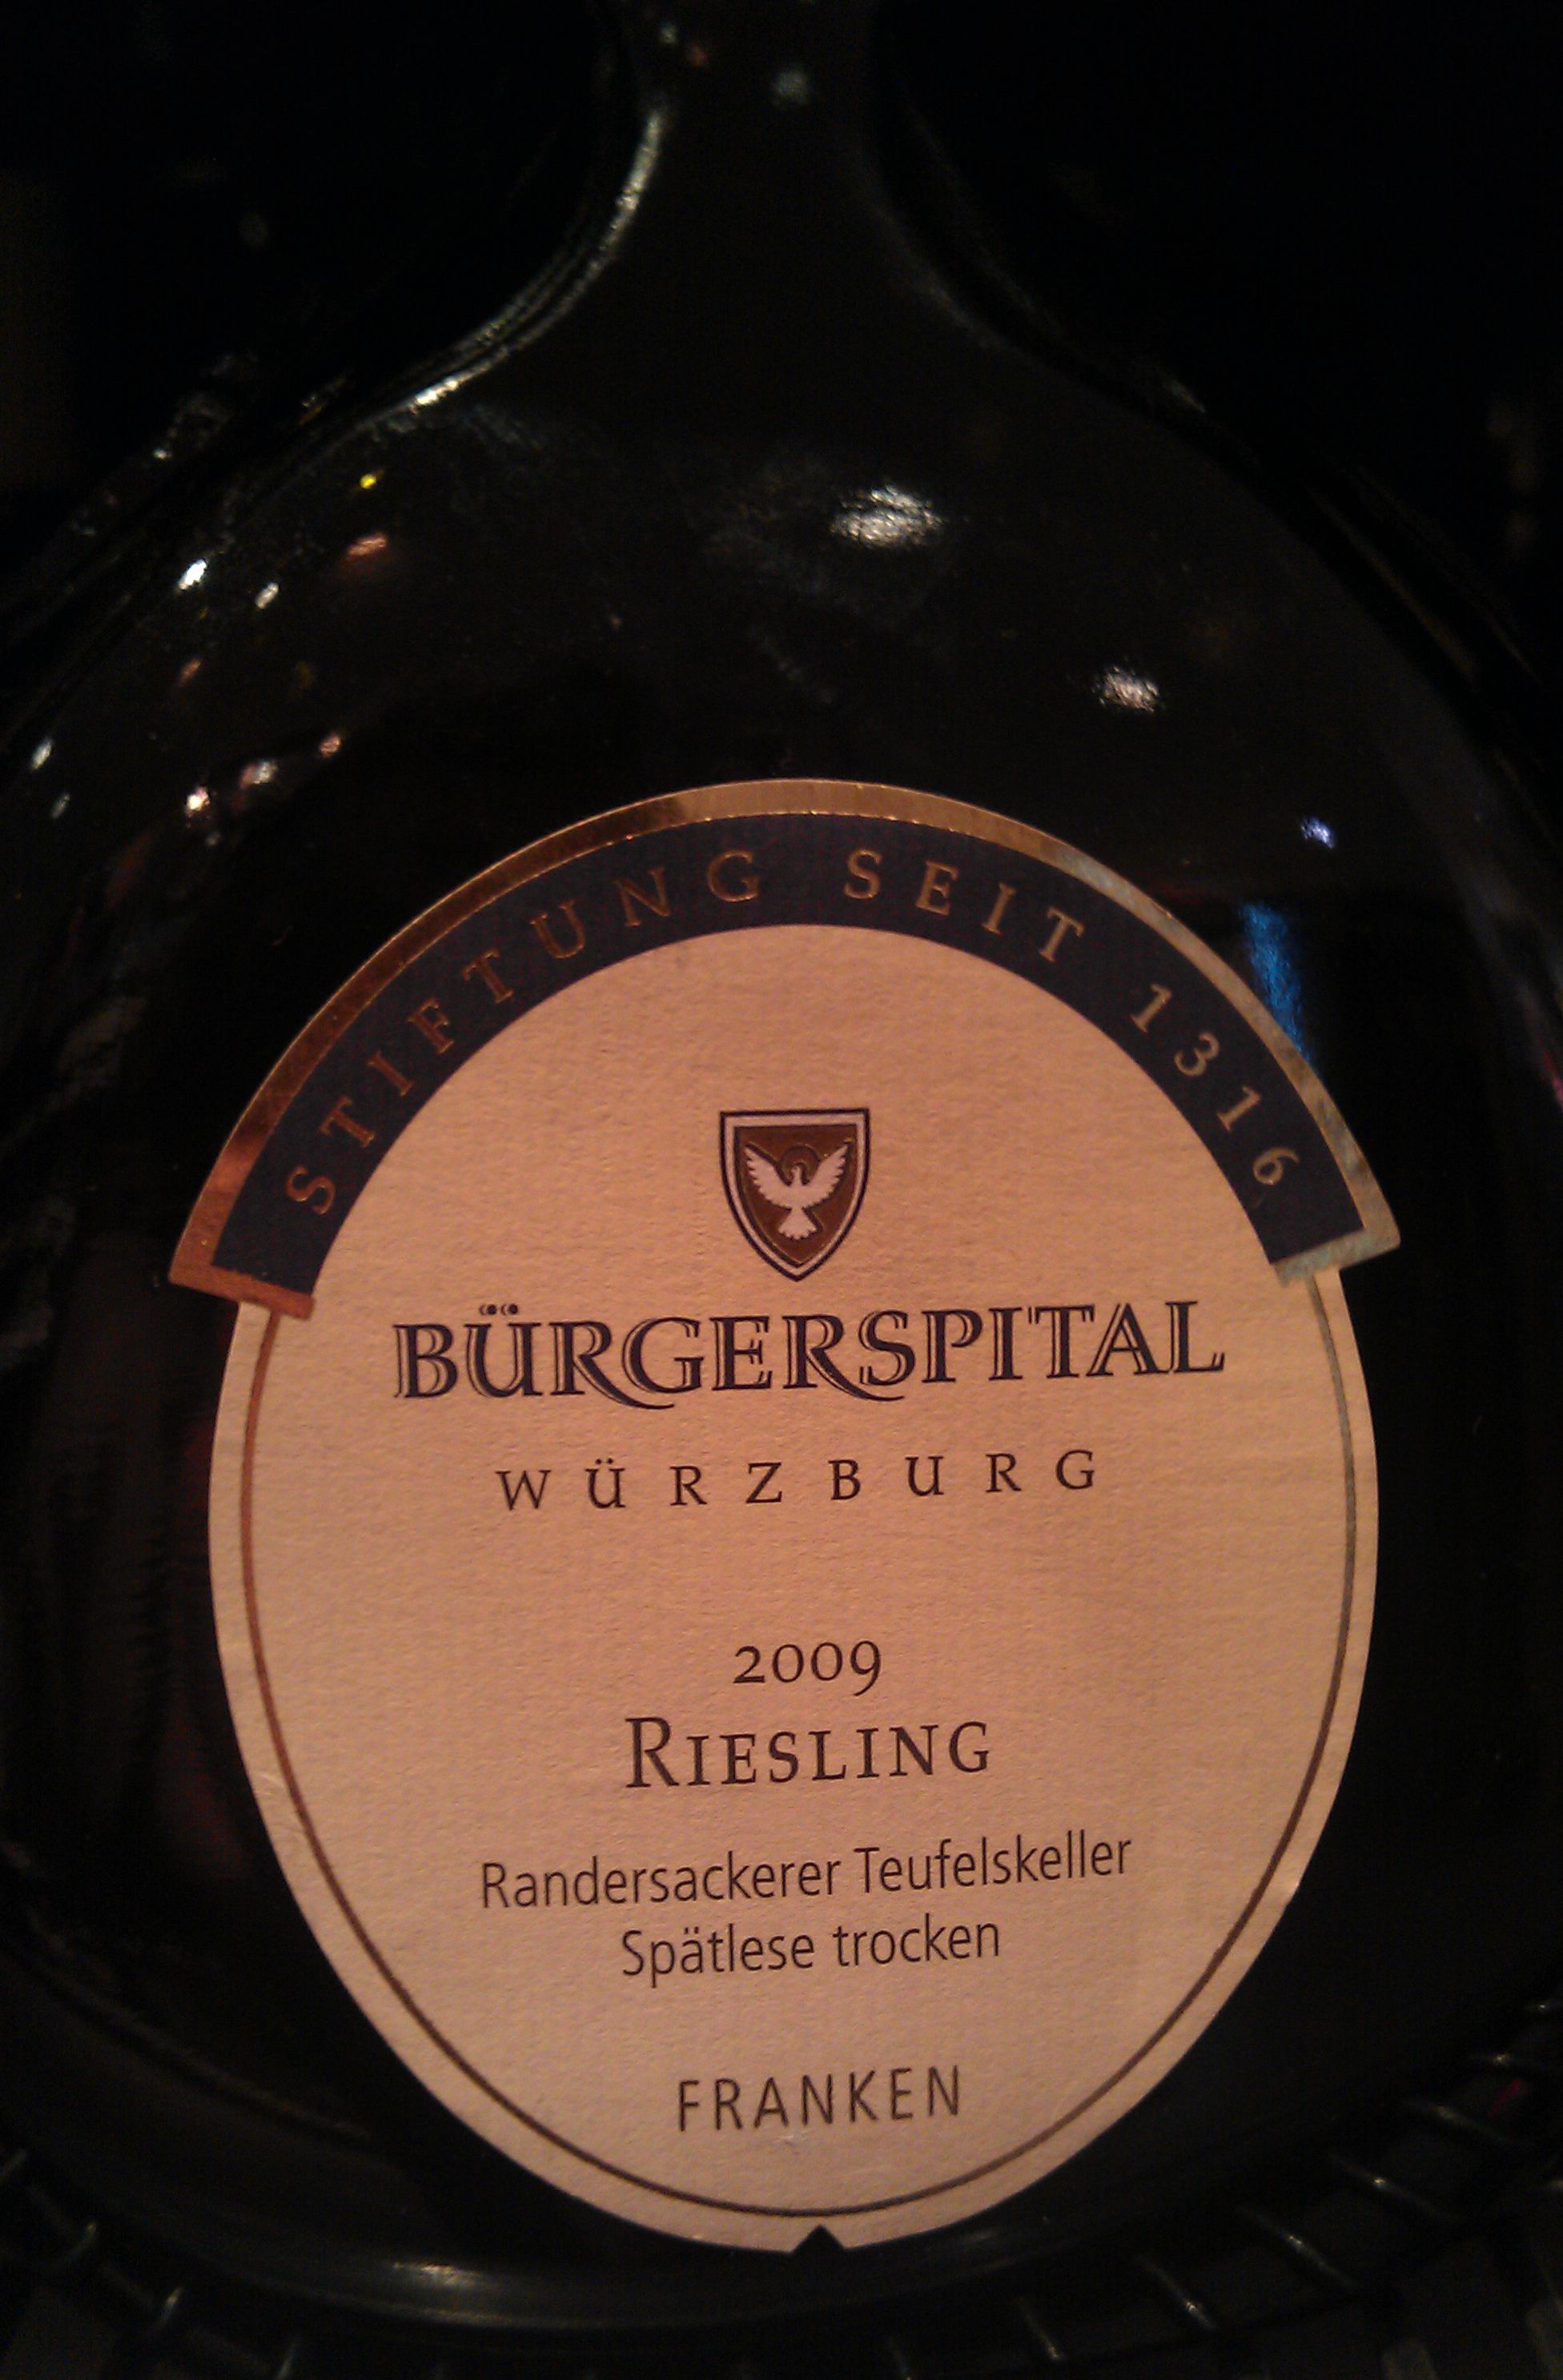 STIFTUNG SEIT 1316
BÜRGERSPITAL
WÜRZBURG
2009
RIESLING
Randersackerer Teufelskeller
Spätlese trocken
FRANKEN